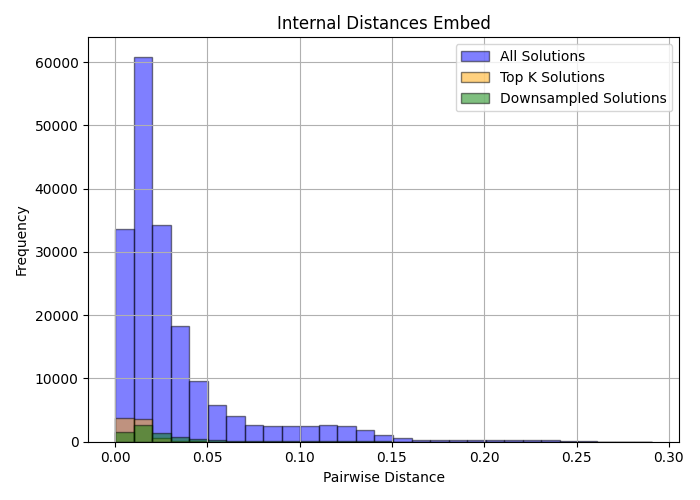 Internal Distances Embed
All Solutions
Top K Solutions
Downsampled Solutions
60000
50000
40000
30000
20000
10000
0
Frequency
0.00 0.05 0.10 0.15 0.20 0.25 0.30
Pairwise Distance